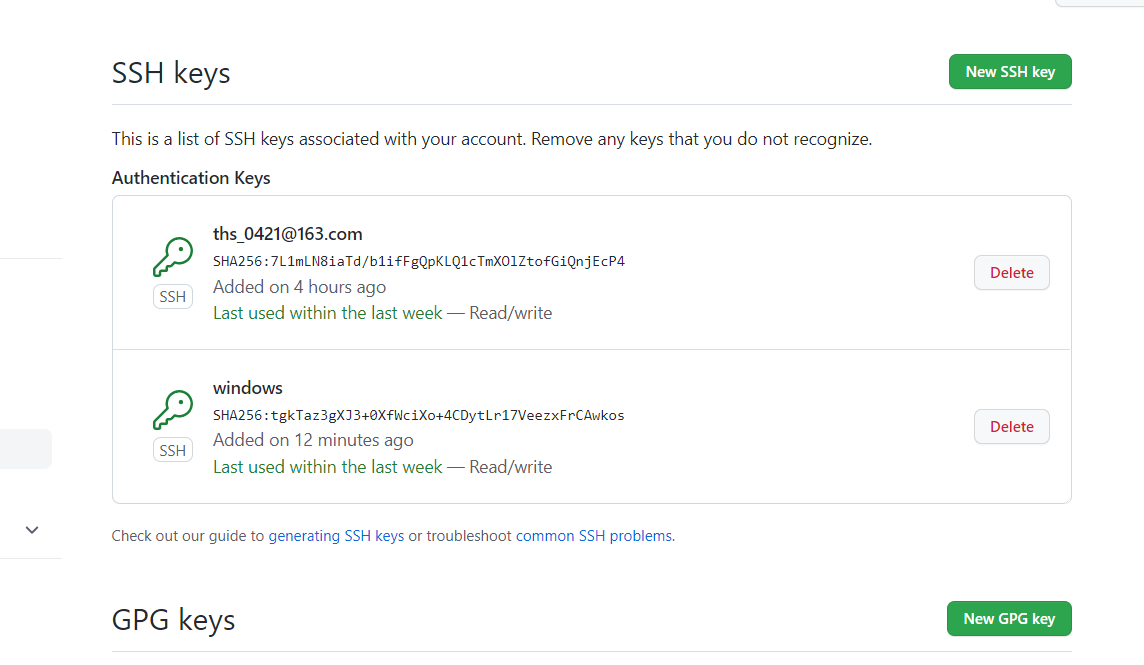 SSH keys
New SSH key
This is a list of SSH keys associated with your account. Remove any keys that you do not recognize.
Authentication Keys
ths_0421@163.com
SHA256:7L1mLN8iaTd/b1ifFgQpKLQ1cTmXOlZtofGiQnjEcP4
Added on 4 hours ago
Last used within the last week — Read/write
SSH
Delete
windows
SHA256:tgkTaz3gXJ3+0XfWciXo+4CDytLr17VeezxFrCAwkos
Added on 12 minutes ago
Last used within the last week — Read/write
SSH
Delete
Check out our guide to generating SSH keys or troubleshoot common SSH problems.
GPG keys
New GPG key